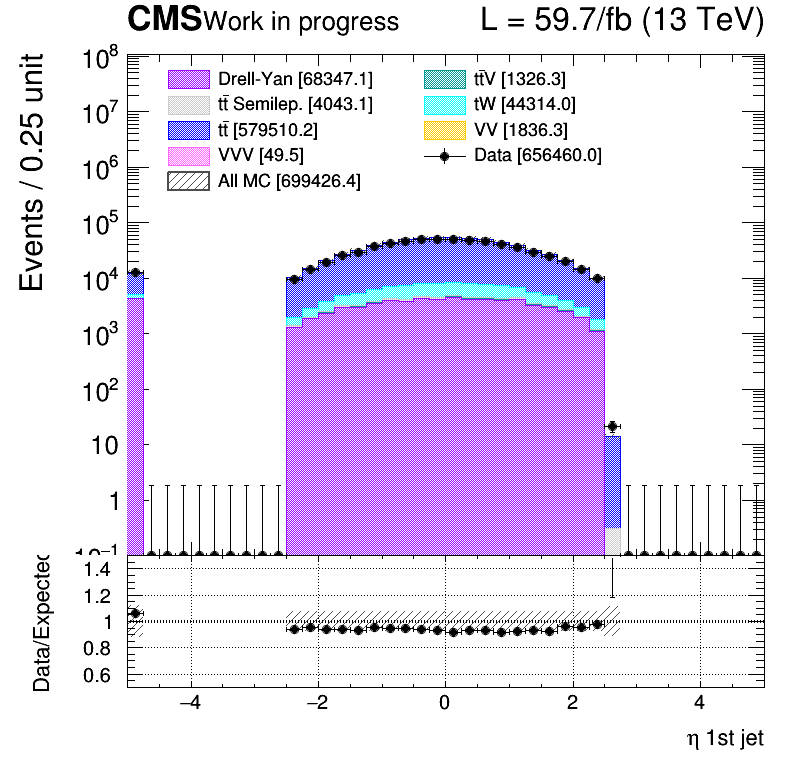 CMS Work in progress L = 59.7/fb (13 TeV)
Events / 0.25 unit
10⁸
10⁷
10⁶
10⁵
10⁴
10³
10²
10
1
10⁻¹
Drell-Yan [68347.1]
tt̄ Semilep. [4043.1]
tt̄ [579510.2]
VVV [49.5]
All MC [699426.4]
tt̄V [1326.3]
tW [44314.0]
VV [1836.3]
Data [656460.0]
Data/Expected
1.4
1.2
1
0.8
0.6
−4 −2 0 2 4
η 1st jet